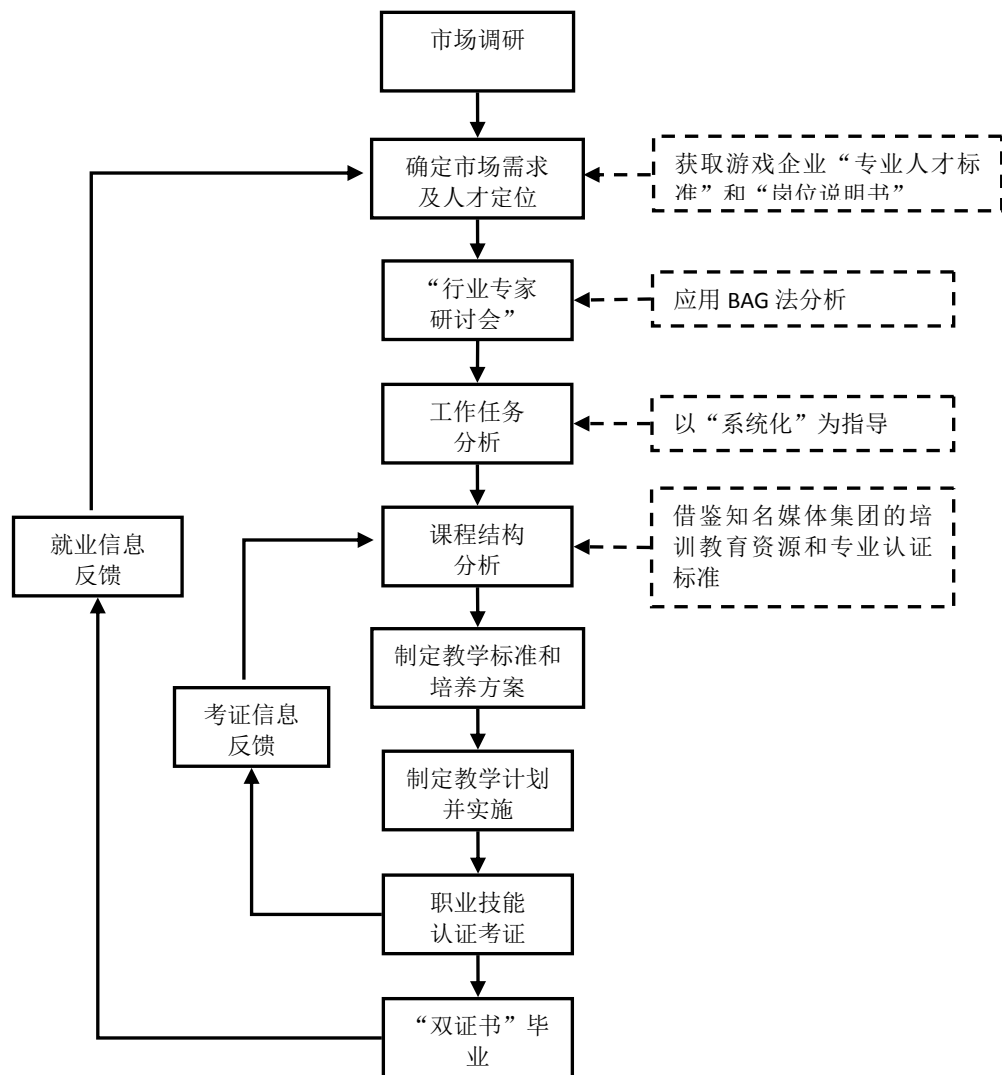 市场调研
确定市场需求
及人才定位
获取游戏企业“专业人才标
准”和“岗位说明书”
“行业专家
研讨会”
应用 BAG 法分析
工作任务
分析
以“系统化”为指导
课程结构
分析
借鉴知名媒体集团的培
训教育资源和专业认证
标准
就业信息
反馈
制定教学标准和
培养方案
考证信息
反馈
制定教学计划
并实施
职业技能
认证考证
“双证书”毕
业